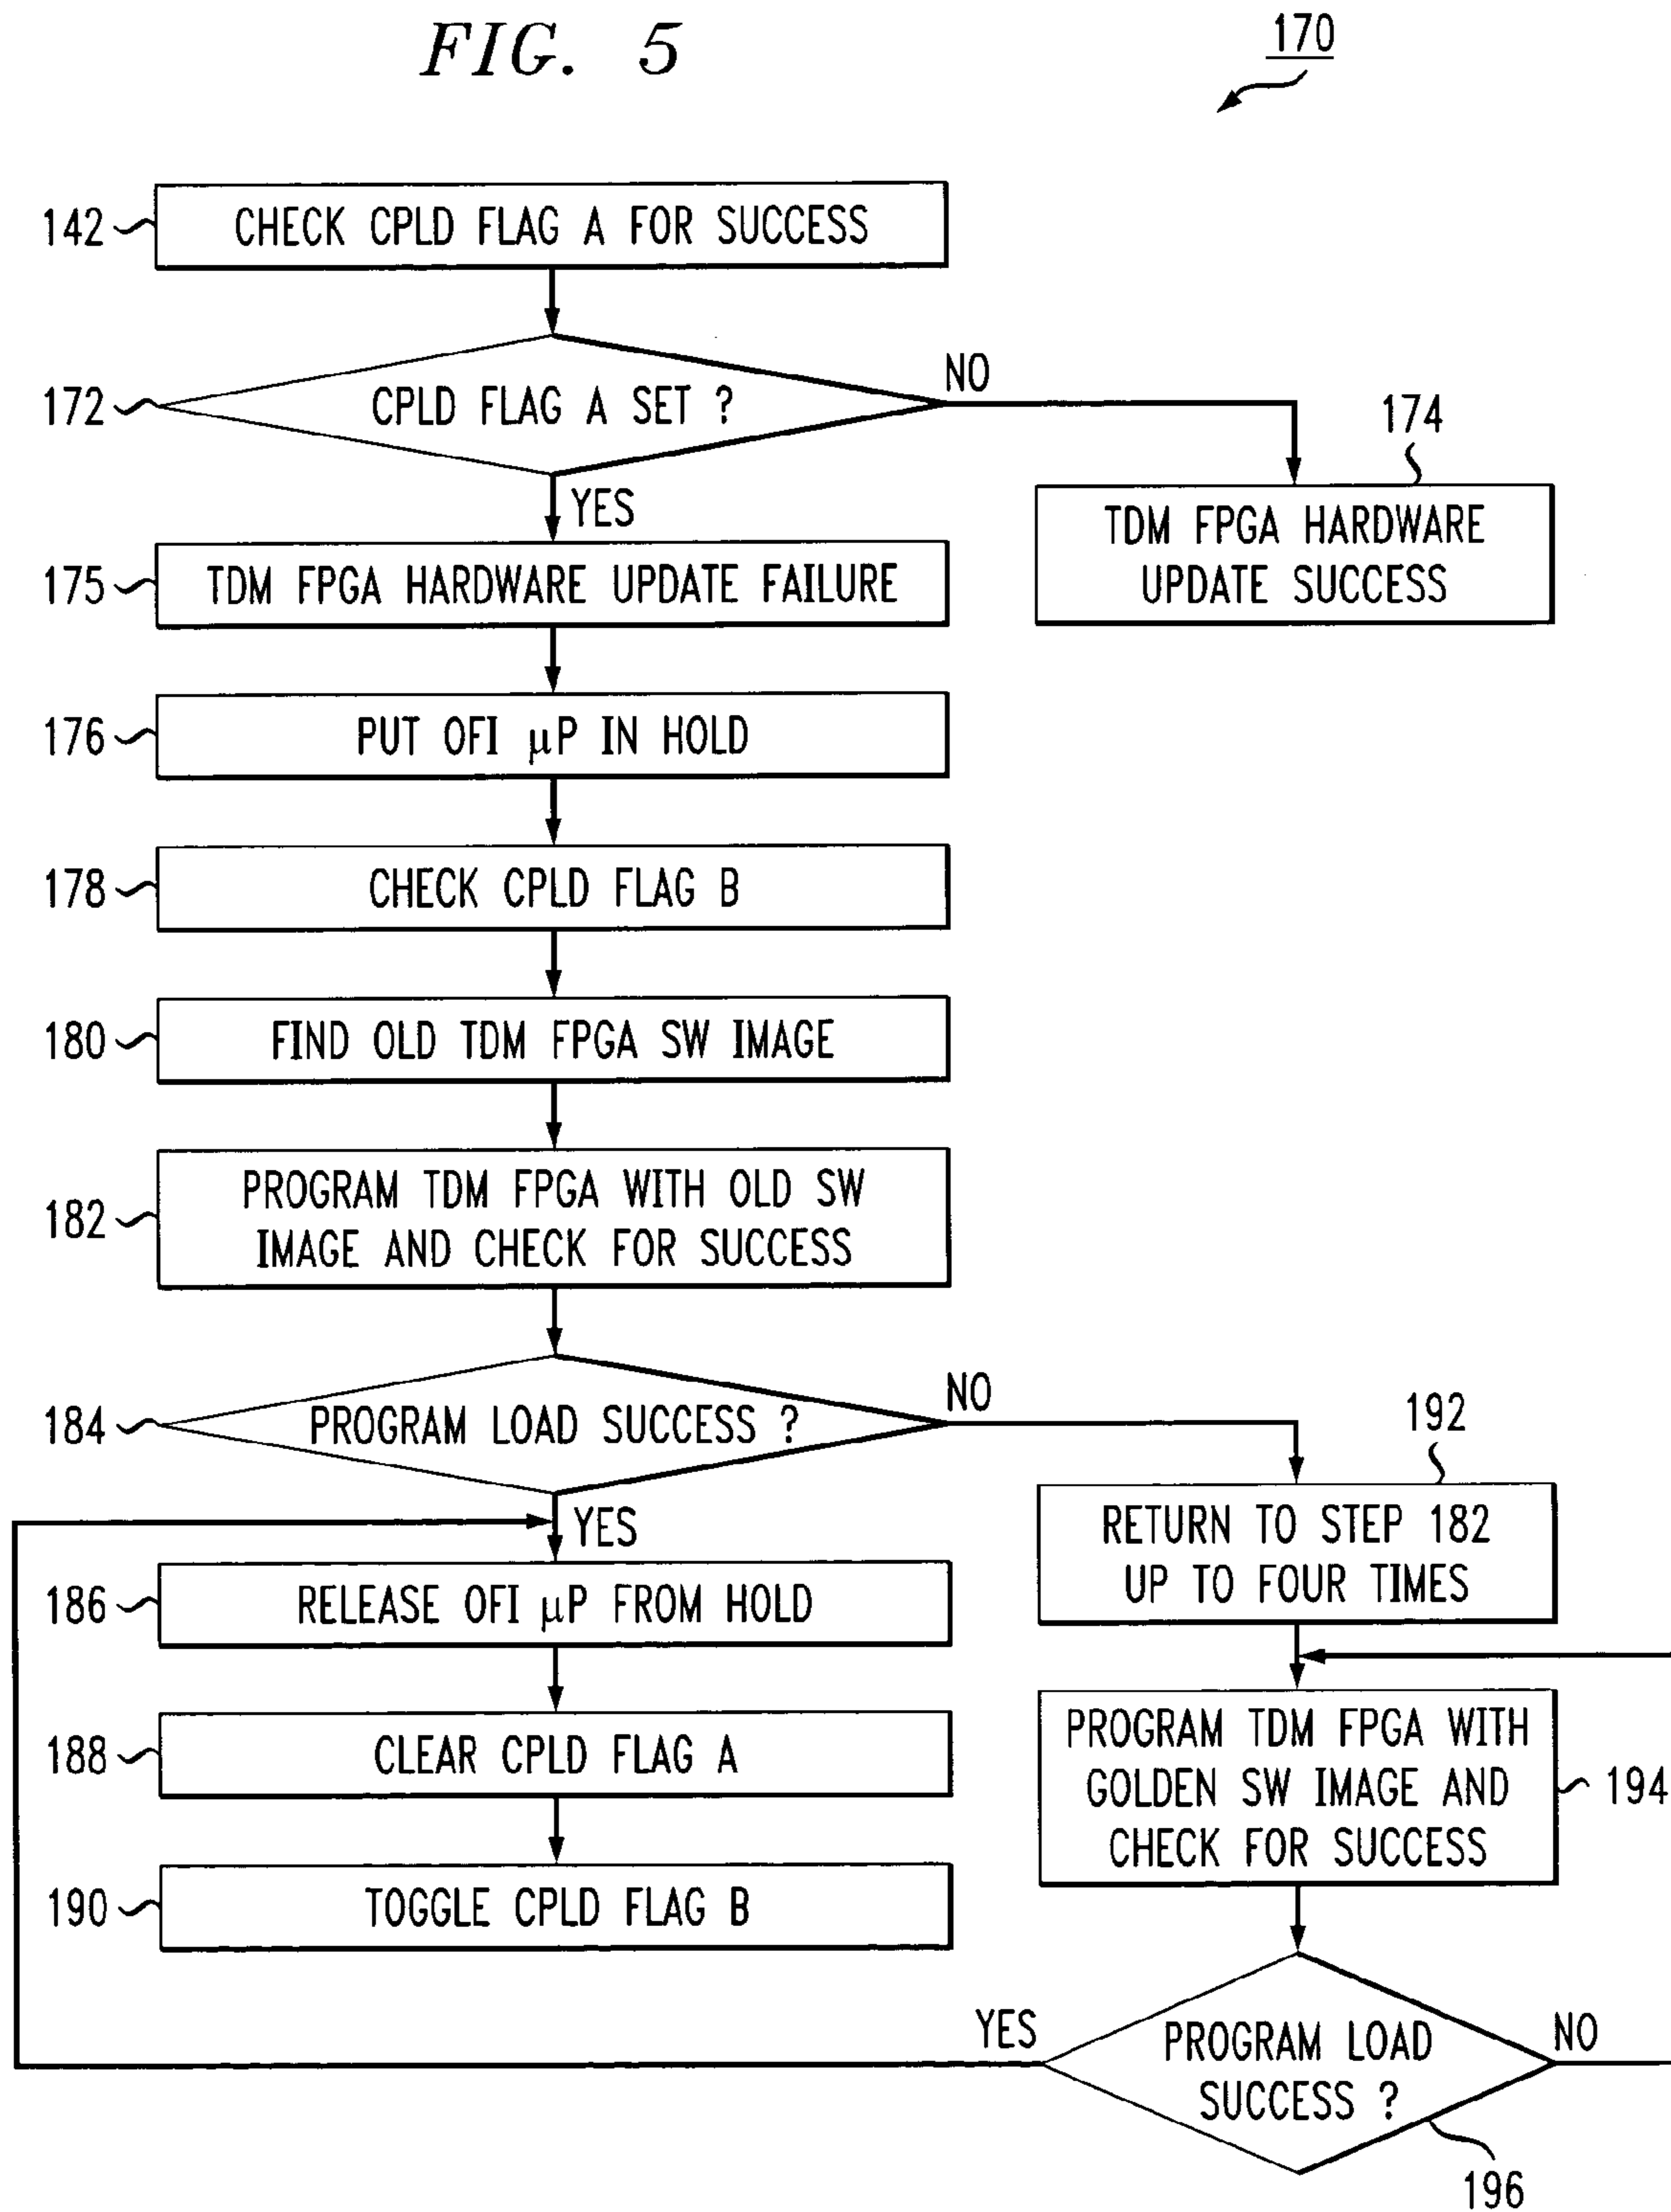 FIG. 5
170
142
CHECK CPLD FLAG A FOR SUCCESS
172
CPLD FLAG A SET ?
NO
174
YES
TDM FPGA HARDWARE
UPDATE SUCCESS
175
TDM FPGA HARDWARE UPDATE FAILURE
176
PUT OFI µP IN HOLD
178
CHECK CPLD FLAG B
180
FIND OLD TDM FPGA SW IMAGE
182
PROGRAM TDM FPGA WITH OLD SW
IMAGE AND CHECK FOR SUCCESS
184
PROGRAM LOAD SUCCESS ?
NO
192
YES
RETURN TO STEP 182
UP TO FOUR TIMES
186
RELEASE OFI µP FROM HOLD
188
CLEAR CPLD FLAG A
PROGRAM TDM FPGA WITH
GOLDEN SW IMAGE AND
CHECK FOR SUCCESS
194
190
TOGGLE CPLD FLAG B
YES
PROGRAM LOAD
SUCCESS ?
NO
196